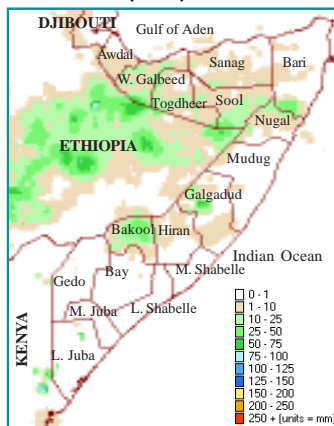 DJIBOUTI
Gulf of Aden
Awdal
Sanag
Bari
W. Galbeed
Togdheer
Sool
Nugal
ETHIOPIA
Mudug
Galgadud
Bakool
Hiran
Indian Ocean
Bay
M. Shabelle
Gedo
M. Juba
L. Shabelle
KENYA
L. Juba
0 - 1
1 - 10
10 - 25
25 - 50
50 - 75
75 - 100
100 - 125
125 - 150
150 - 200
200 - 250
250 + (units = mm)